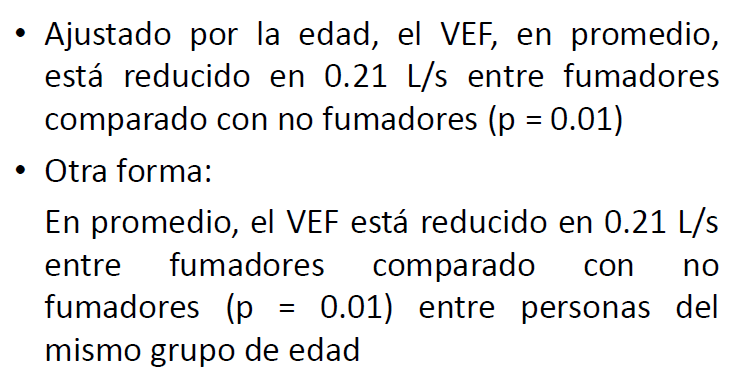 • Ajustado por la edad, el VEF, en promedio,
está reducido en 0.21 L/s entre fumadores
comparado con no fumadores (p = 0.01)
• Otra forma:
En promedio, el VEF está reducido en 0.21 L/s
entre fumadores comparado con no
fumadores (p = 0.01) entre personas del
mismo grupo de edad